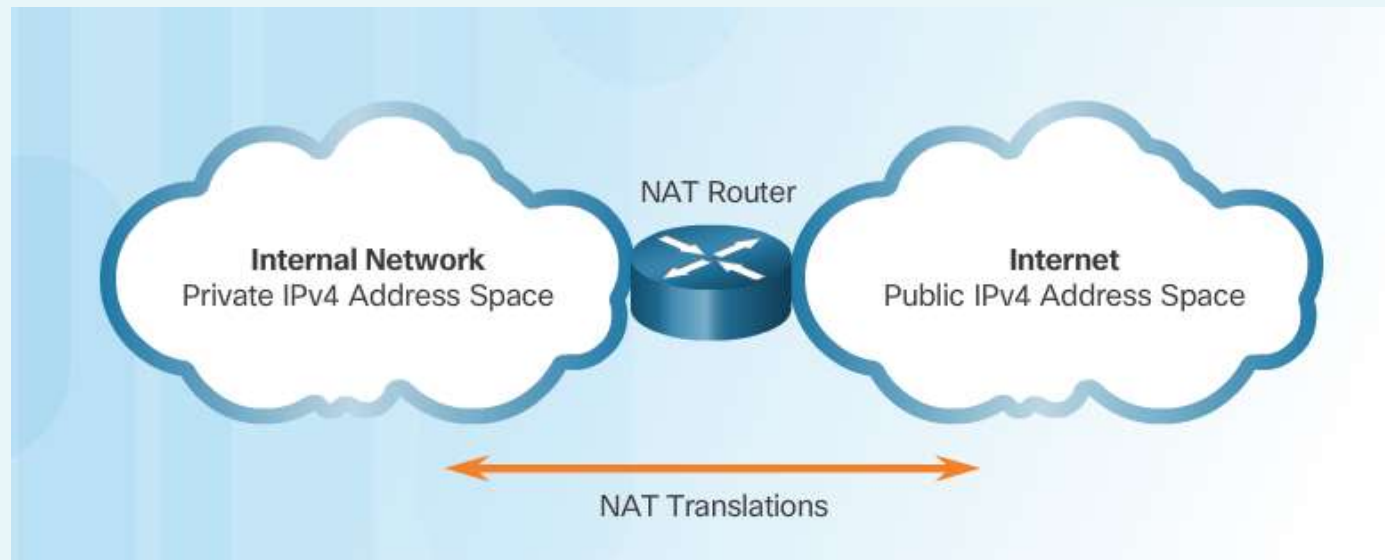 NAT Router
Internal Network
Private IPv4 Address Space
Internet
Public IPv4 Address Space
NAT Translations